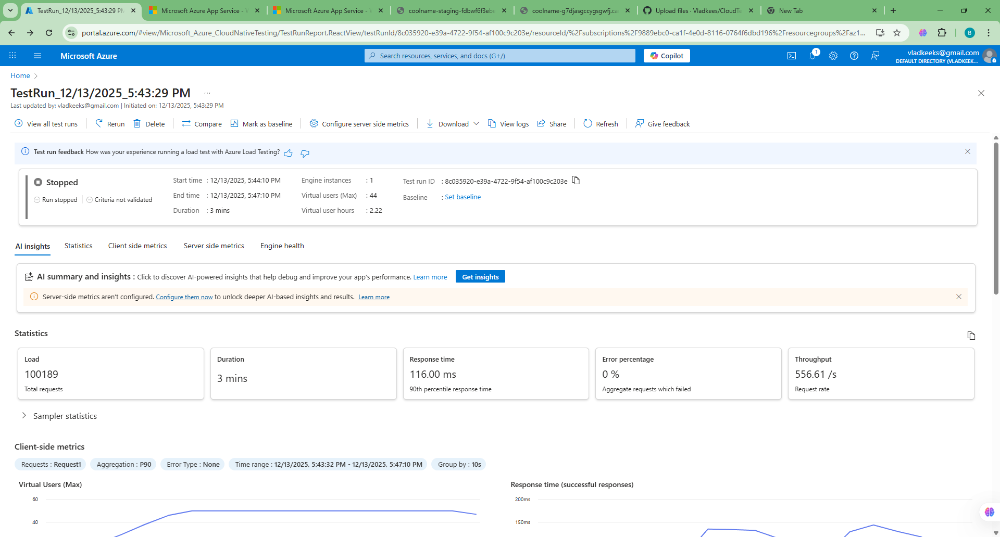 TestRun_12/13/2025_5:43:29 PM
Microsoft Azure App Service -
Microsoft Azure App Service -
coolname-staging-fdbwf6f3ebe
coolname-g7djasgccygsgwfj.ca
Upload files · Vladkees/CloudTe
New Tab
portal.azure.com/#view/Microsoft_Azure_CloudNativeTesting/TestRunReport.ReactView/testRunId/8c035920-e39a-4722-9f54-af100c9c203e/resourceId/%2Fsubscriptions%2F9889ebc0-ca1f-4e0d-8116-0764f6dbd196%2Fresourcegroups%2Faz1...
B
Microsoft Azure
Search resources, services, and docs (G+/)
Copilot
1
vladkeeks@gmail.com
DEFAULT DIRECTORY (VLADKEEK...
Home
TestRun_12/13/2025_5:43:29 PM
...
Last updated by: vladkeeks@gmail.com | Initiated on: 12/13/2025, 5:43:29 PM
View all test runs
Rerun
Delete
Compare
Mark as baseline
Configure server side metrics
Download
View logs
Share
Refresh
Give feedback
Test run feedback How was your experience running a load test with Azure Load Testing?
Stopped
Run stopped | Criteria not validated
Start time : 12/13/2025, 5:44:10 PM
End time : 12/13/2025, 5:47:10 PM
Duration : 3 mins
Engine instances : 1
Virtual users (Max) : 44
Virtual user hours : 2.22
Test run ID : 8c035920-e39a-4722-9f54-af100c9c203e
Baseline : Set baseline
AI insights
Statistics
Client side metrics
Server side metrics
Engine health
AI summary and insights : Click to discover AI-powered insights that help debug and improve your app's performance. Learn more
Get insights
Server-side metrics aren't configured. Configure them now to unlock deeper AI-based insights and results. Learn more
Statistics
Load
100189
Total requests
Duration
3 mins
Response time
116.00 ms
90th percentile response time
Error percentage
0 %
Aggregate requests which failed
Throughput
556.61 /s
Request rate
Sampler statistics
Client-side metrics
Requests : Request1
Aggregation : P90
Error Type : None
Time range : 12/13/2025, 5:43:32 PM - 12/13/2025, 5:47:10 PM
Group by : 10s
Virtual Users (Max)
60
40
Response time (successful responses)
200ms
150ms